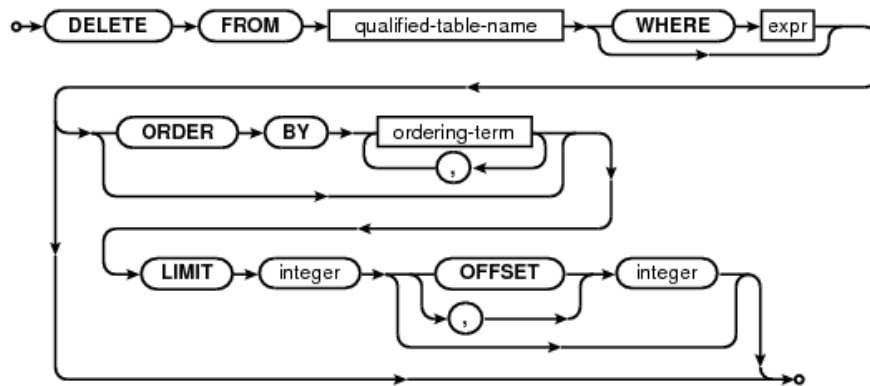 DELETE FROM qualified-table-name WHERE expr
ORDER BY ordering-term
,
LIMIT integer OFFSET integer
,